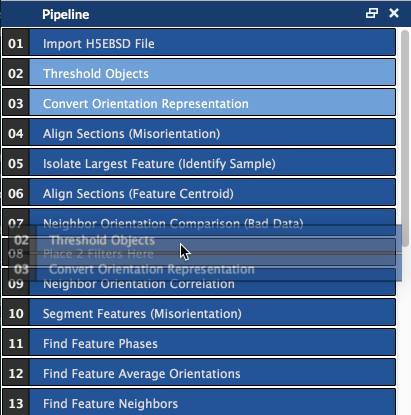 Pipeline
01 Import H5EBSD File
02 Threshold Objects
03 Convert Orientation Representation
04 Align Sections (Misorientation)
05 Isolate Largest Feature (Identify Sample)
06 Align Sections (Feature Centroid)
07 Neighbor Orientation Comparison (Bad Data)
02 Threshold Objects
08 Place 2 Filters Here
03 Convert Orientation Representation
09 Neighbor Orientation Correlation
10 Segment Features (Misorientation)
11 Find Feature Phases
12 Find Feature Average Orientations
13 Find Feature Neighbors